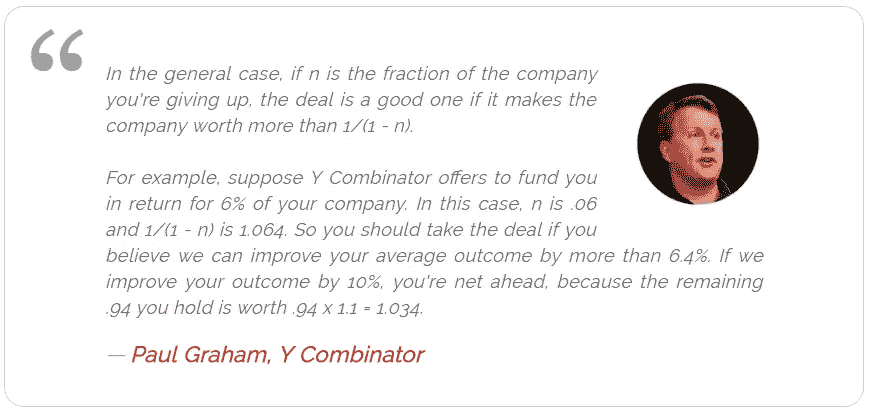 “
In the general case, if n is the fraction of the company
you're giving up, the deal is a good one if it makes the
company worth more than 1/(1 - n).
For example, suppose Y Combinator offers to fund you
in return for 6% of your company. In this case, n is .06
and 1/(1 - n) is 1.064. So you should take the deal if you
believe we can improve your average outcome by more than 6.4%. If we
improve your outcome by 10%, you're net ahead, because the remaining
.94 you hold is worth .94 x 1.1 = 1.034.
— Paul Graham, Y Combinator